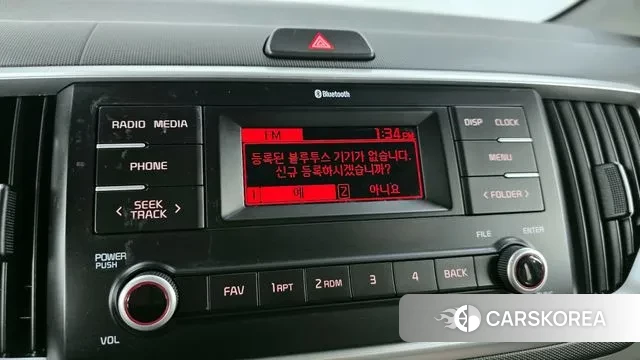 Bluetooth
RADIO MEDIA
PHONE
SEEK
TRACK
FM 1:34 PM
등록된 블루투스 기기가 없습니다.
신규 등록하시겠습니까?
1 예 2 아니요
DISP CLOCK
MENU
FOLDER
POWER
PUSH
VOL
FAV 1 RPT 2 RDM 3 4 BACK
FILE ENTER
CARSKOREA